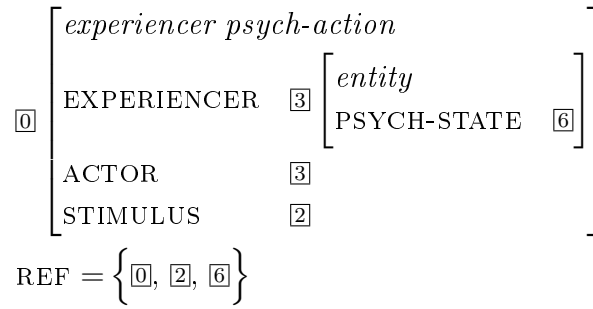 experiencer psych-action
entity
EXPERIENCER 3
PSYCH-STATE 6
0
ACTOR 3
STIMULUS 2
REF = {0, 2, 6}